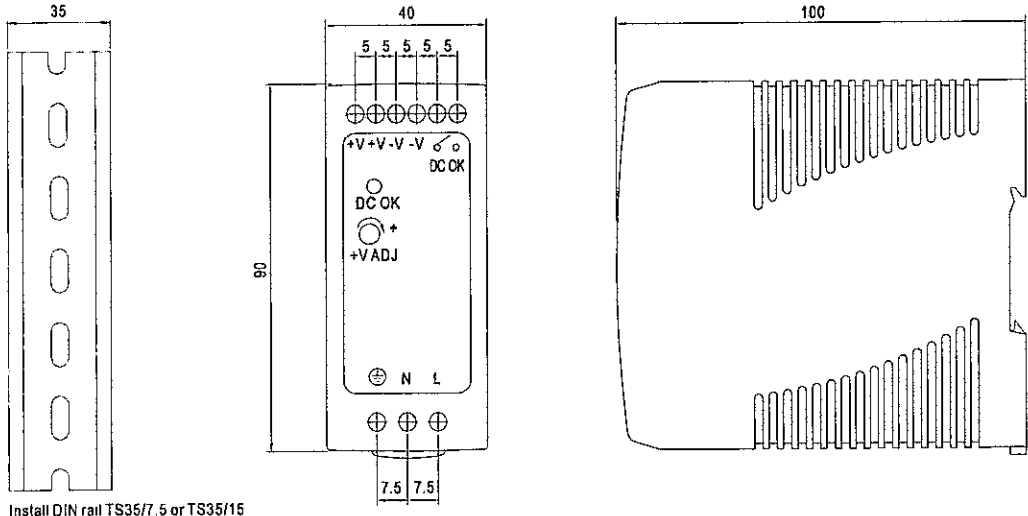 35
40
100
5 5 5 5 5
+V +V -V -V
DC OK
DC OK
+
+V ADJ
90
N L
7.5 7.5
Install DIN rail TS35/7.5 or TS35/15